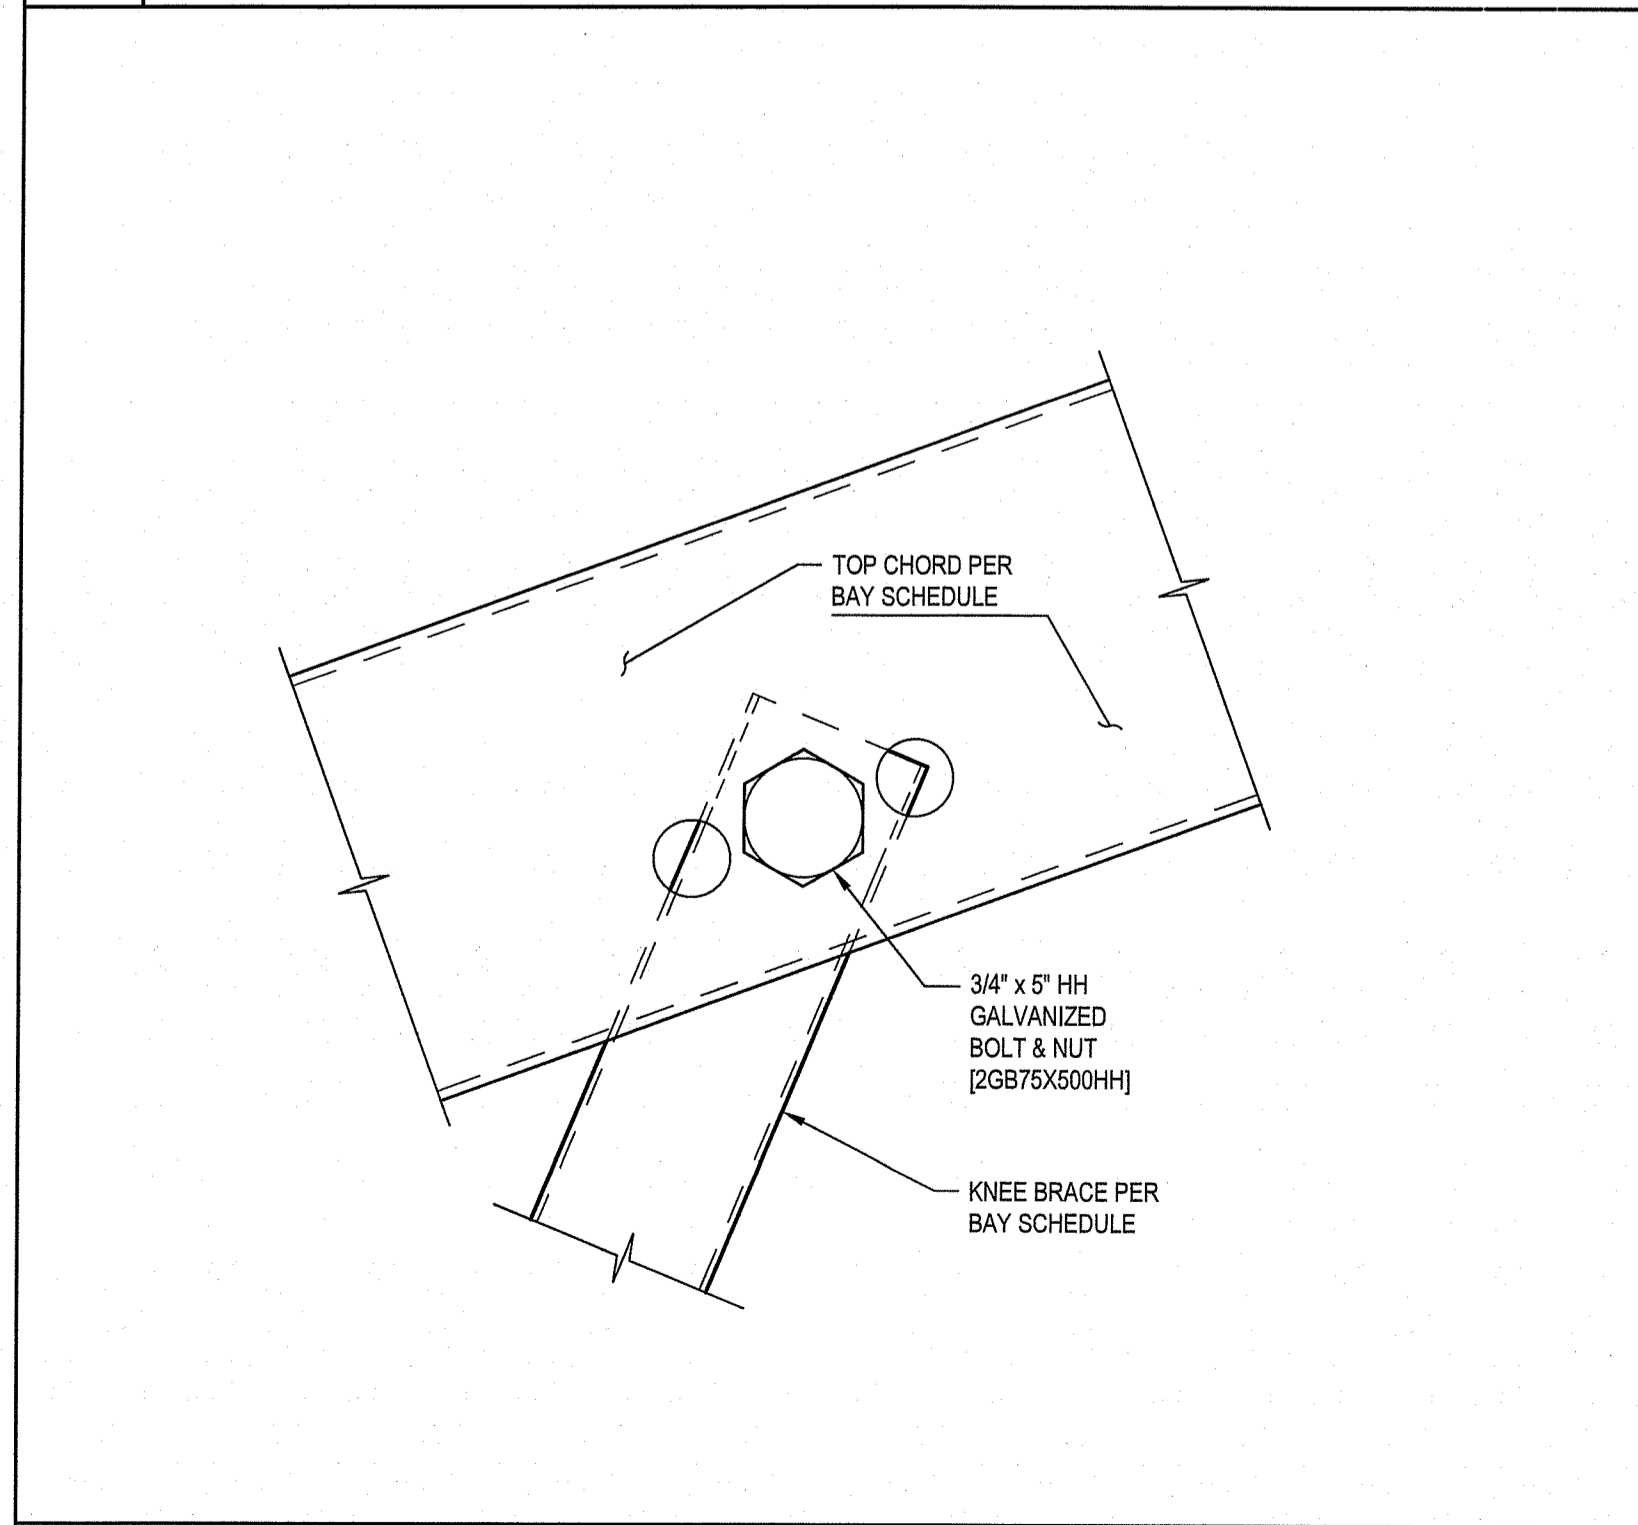 TOP CHORD PER
BAY SCHEDULE
3/4" x 5" HH
GALVANIZED
BOLT & NUT
[2GB75X500HH]
KNEE BRACE PER
BAY SCHEDULE